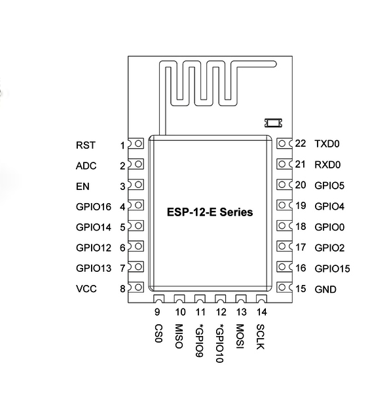 RST 1 22 TXD0
ADC 2 21 RXD0
EN 3 20 GPIO5
GPIO16 4 19 GPIO4
ESP-12-E Series
GPIO14 5 18 GPIO0
GPIO12 6 17 GPIO2
GPIO13 7 16 GPIO15
VCC 8 15 GND
9 10 11 12 13 14
CS0
MISO
*GPIO9
*GPIO10
MOSI
SCLK